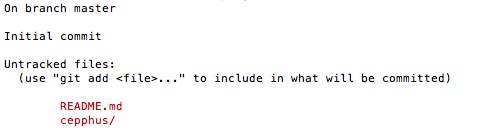 On branch master
Initial commit
Untracked files:
(use "git add <file>..." to include in what will be committed)
README.md
cepphus/